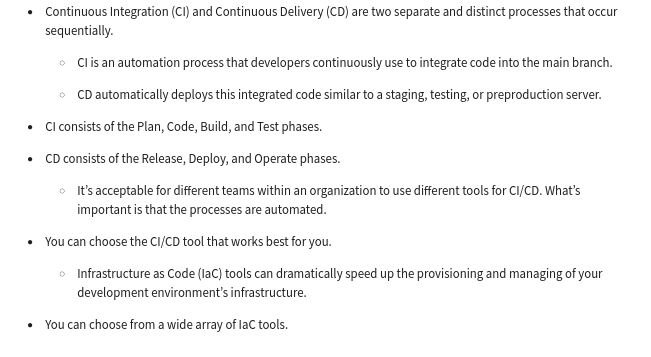 Continuous Integration (CI) and Continuous Delivery (CD) are two separate and distinct processes that occur
sequentially.
CI is an automation process that developers continuously use to integrate code into the main branch.
CD automatically deploys this integrated code similar to a staging, testing, or preproduction server.
CI consists of the Plan, Code, Build, and Test phases.
CD consists of the Release, Deploy, and Operate phases.
It’s acceptable for different teams within an organization to use different tools for CI/CD. What’s
important is that the processes are automated.
You can choose the CI/CD tool that works best for you.
Infrastructure as Code (IaC) tools can dramatically speed up the provisioning and managing of your
development environment’s infrastructure.
You can choose from a wide array of IaC tools.